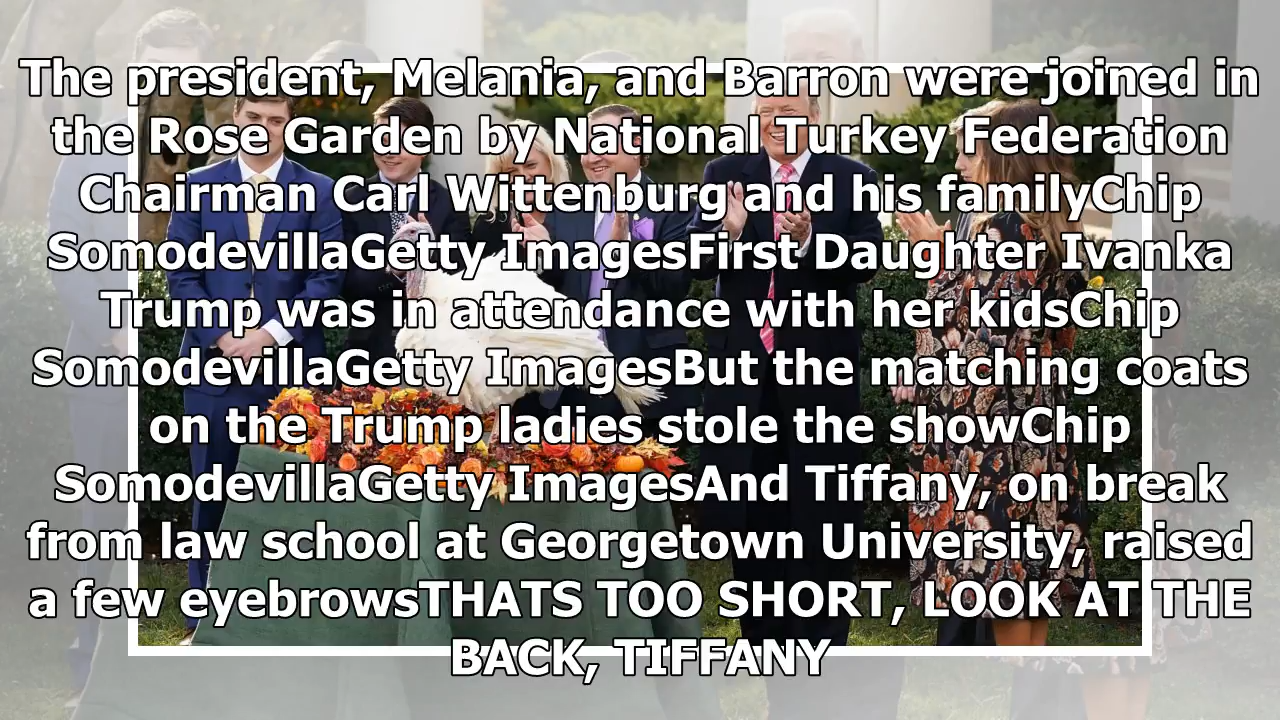 The president, Melania, and Barron were joined in
the Rose Garden by National Turkey Federation
Chairman Carl Wittenburg and his familyChip
SomodevillaGetty ImagesFirst Daughter Ivanka
Trump was in attendance with her kidsChip
SomodevillaGetty ImagesBut the matching coats
on the Trump ladies stole the showChip
SomodevillaGetty ImagesAnd Tiffany, on break
from law school at Georgetown University, raised
a few eyebrowsTHATS TOO SHORT, LOOK AT THE
BACK, TIFFANY